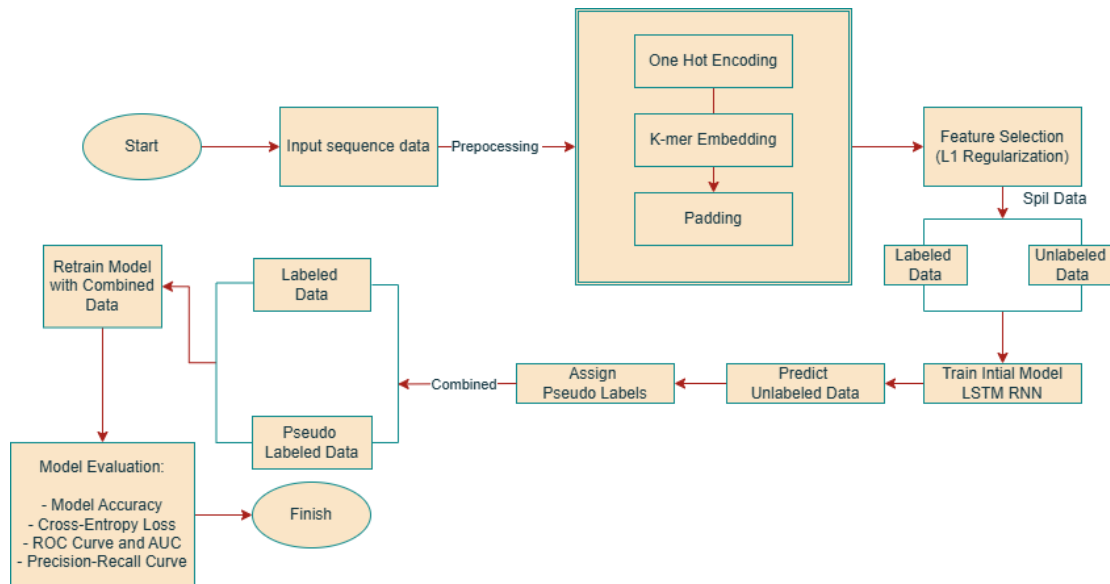 Start
Input sequence data
Prepocessing
One Hot Encoding
K-mer Embedding
Padding
Feature Selection
(L1 Regularization)
Spil Data
Labeled
Data
Unlabeled
Data
Train Intial Model
LSTM RNN
Predict
Unlabeled Data
Assign
Pseudo Labels
Combined
Labeled
Data
Pseudo
Labeled Data
Retrain Model
with Combined
Data
Model Evaluation:
- Model Accuracy
- Cross-Entropy Loss
- ROC Curve and AUC
- Precision-Recall Curve
Finish